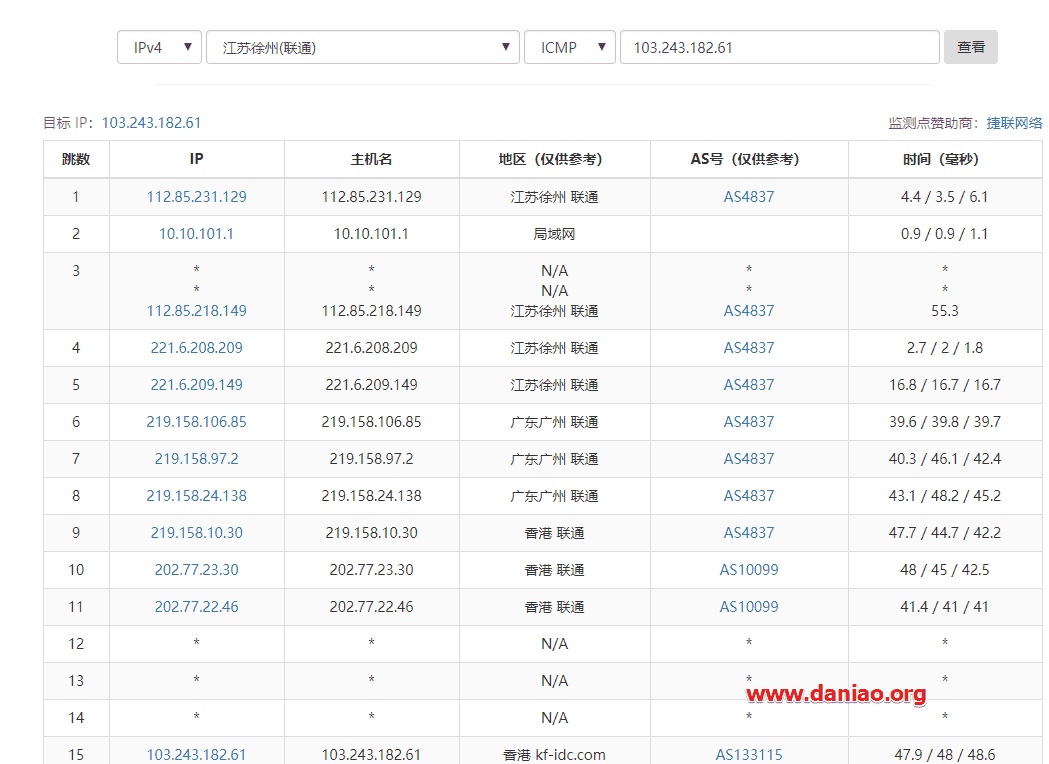 IPv4 ▼ 江苏徐州(联通) ▼ ICMP ▼ 103.243.182.61 查看
目标 IP：103.243.182.61 监测点赞助商：捷联网络
跳数 IP 主机名 地区（仅供参考） AS号（仅供参考） 时间（毫秒）
1 112.85.231.129 112.85.231.129 江苏徐州 联通 AS4837 4.4 / 3.5 / 6.1
2 10.10.101.1 10.10.101.1 局域网 0.9 / 0.9 / 1.1
3 * * N/A * *
* * N/A * *
112.85.218.149 112.85.218.149 江苏徐州 联通 AS4837 55.3
4 221.6.208.209 221.6.208.209 江苏徐州 联通 AS4837 2.7 / 2 / 1.8
5 221.6.209.149 221.6.209.149 江苏徐州 联通 AS4837 16.8 / 16.7 / 16.7
6 219.158.106.85 219.158.106.85 广东广州 联通 AS4837 39.6 / 39.8 / 39.7
7 219.158.97.2 219.158.97.2 广东广州 联通 AS4837 40.3 / 46.1 / 42.4
8 219.158.24.138 219.158.24.138 广东广州 联通 AS4837 43.1 / 48.2 / 45.2
9 219.158.10.30 219.158.10.30 香港 联通 AS4837 47.7 / 44.7 / 42.2
10 202.77.23.30 202.77.23.30 香港 联通 AS10099 48 / 45 / 42.5
11 202.77.22.46 202.77.22.46 香港 联通 AS10099 41.4 / 41 / 41
12 * * N/A * *
13 * * N/A * *
www.daniao.org
14 * * N/A * *
15 103.243.182.61 103.243.182.61 香港 kf-idc.com AS133115 47.9 / 48 / 48.6